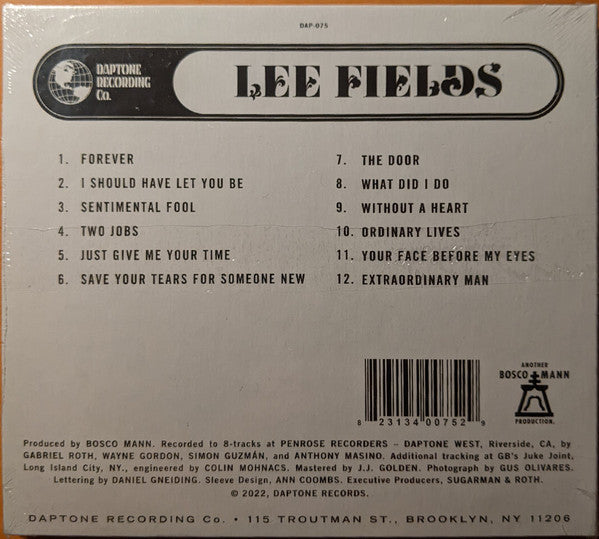 DAP-075
DAPTONE
RECORDING
Co.
LEE FIELDS
1. FOREVER
2. I SHOULD HAVE LET YOU BE
3. SENTIMENTAL FOOL
4. TWO JOBS
5. JUST GIVE ME YOUR TIME
6. SAVE YOUR TEARS FOR SOMEONE NEW
7. THE DOOR
8. WHAT DID I DO
9. WITHOUT A HEART
10. ORDINARY LIVES
11. YOUR FACE BEFORE MY EYES
12. EXTRAORDINARY MAN
8 23134 00752 9
ANOTHER
BOSCO MANN
PRODUCTION.
Produced by BOSCO MANN. Recorded to 8-tracks at PENROSE RECORDERS – DAPTONE WEST, Riverside, CA, by
GABRIEL ROTH, WAYNE GORDON, SIMON GUZMÁN, and ANTHONY MASINO. Additional tracking at GB's Juke Joint,
Long Island City, NY., engineered by COLIN MOHNACS. Mastered by J.J. GOLDEN. Photograph by GUS OLIVARES.
Lettering by DANIEL GNEIDING. Sleeve Design, ANN COOMBS. Executive Producers, SUGARMAN & ROTH.
© 2022, DAPTONE RECORDS.
DAPTONE RECORDING Co. • 115 TROUTMAN ST., BROOKLYN, NY 11206